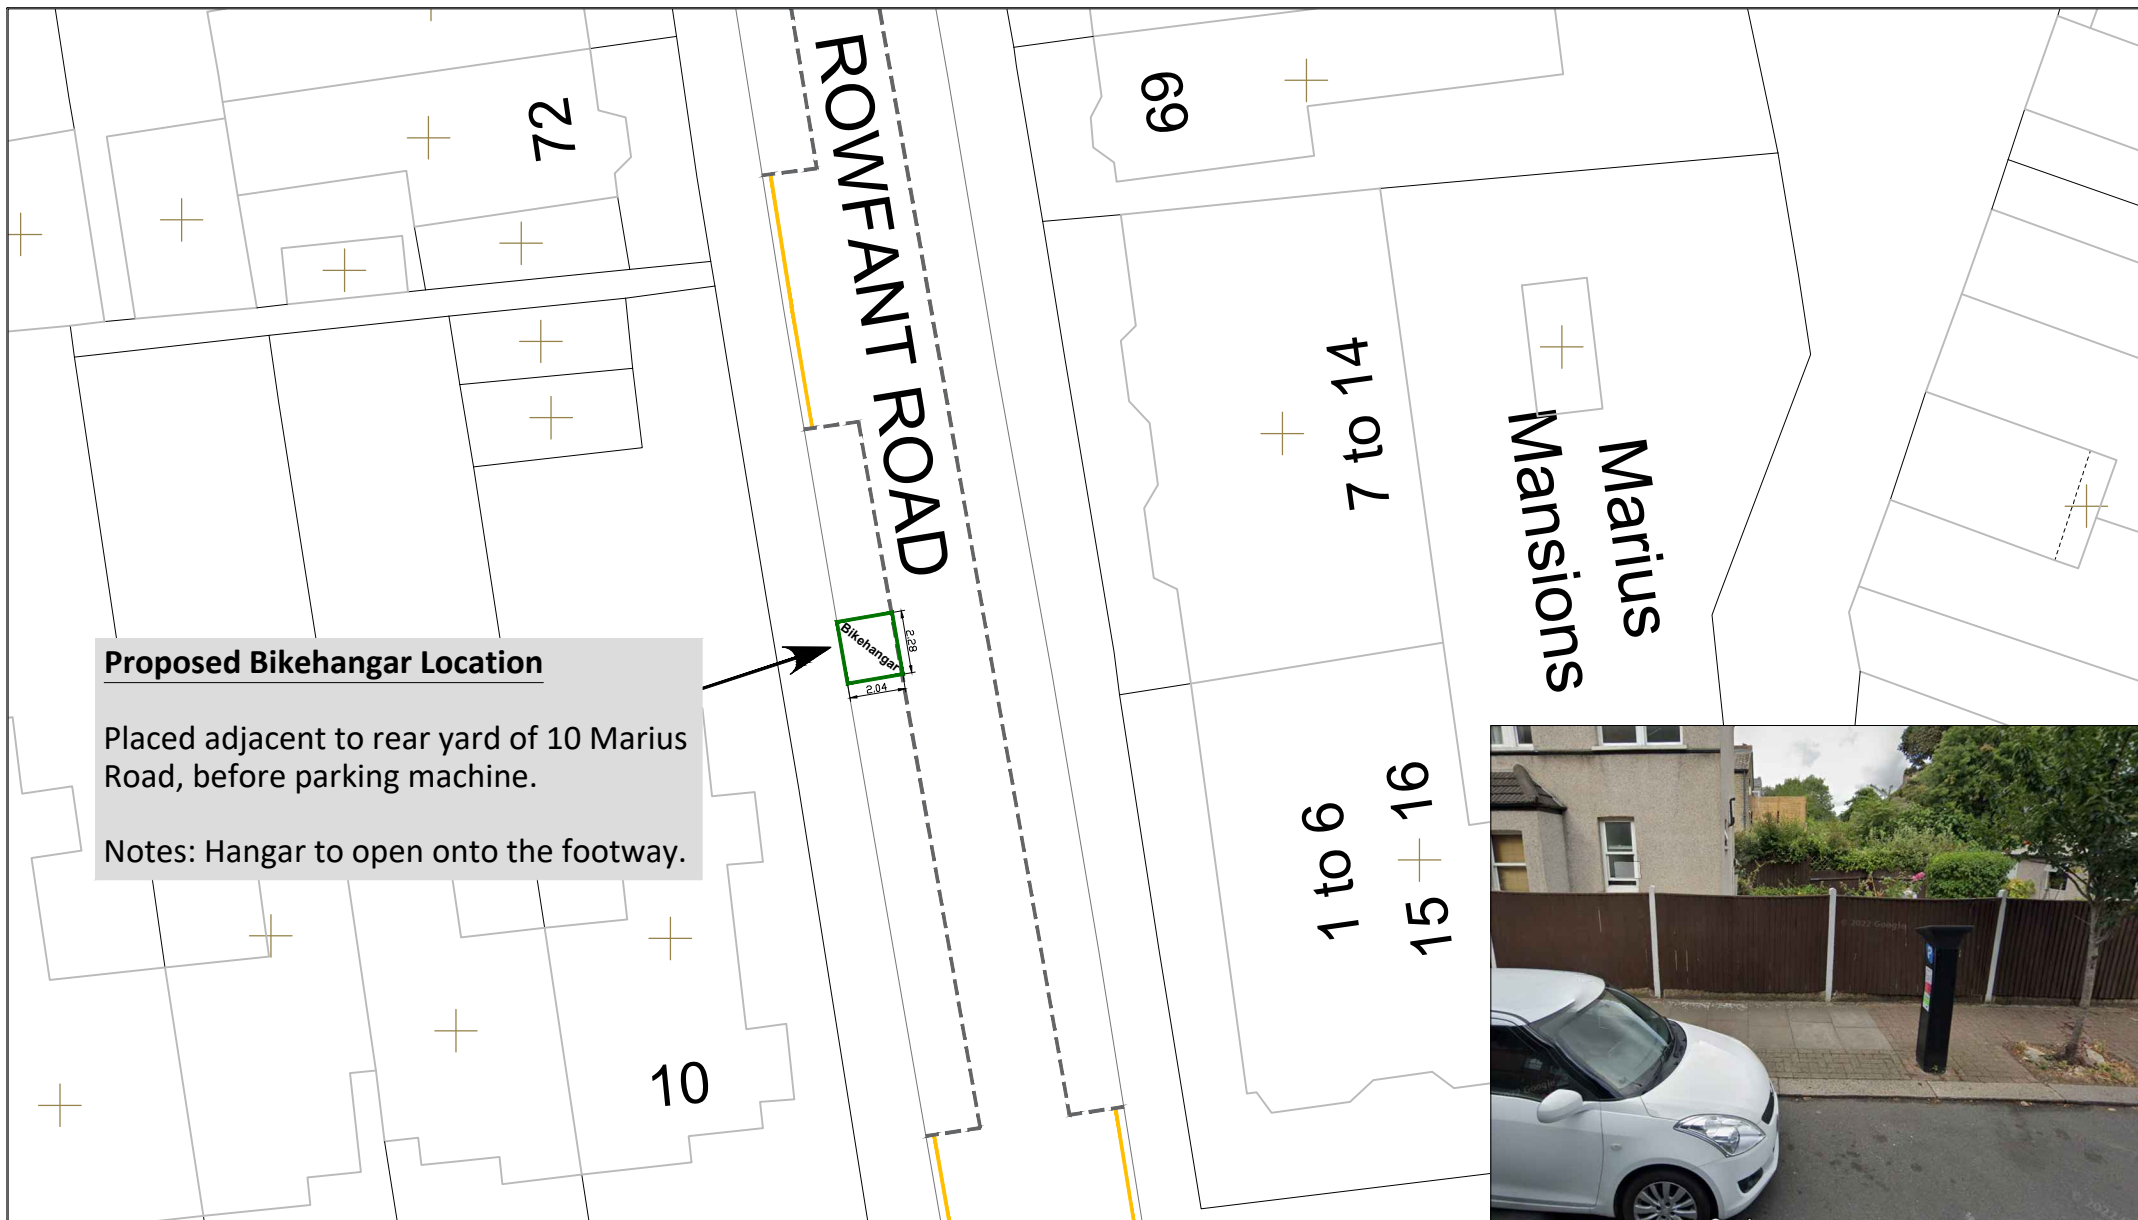 ROWFANT ROAD
72
69
7 to 14
Marius
Mansions
Bikehangar
2.28
2.04
Proposed Bikehangar Location
Placed adjacent to rear yard of 10 Marius
Road, before parking machine.
Notes: Hangar to open onto the footway.
1 to 6
15
16
10
© 2022 Google